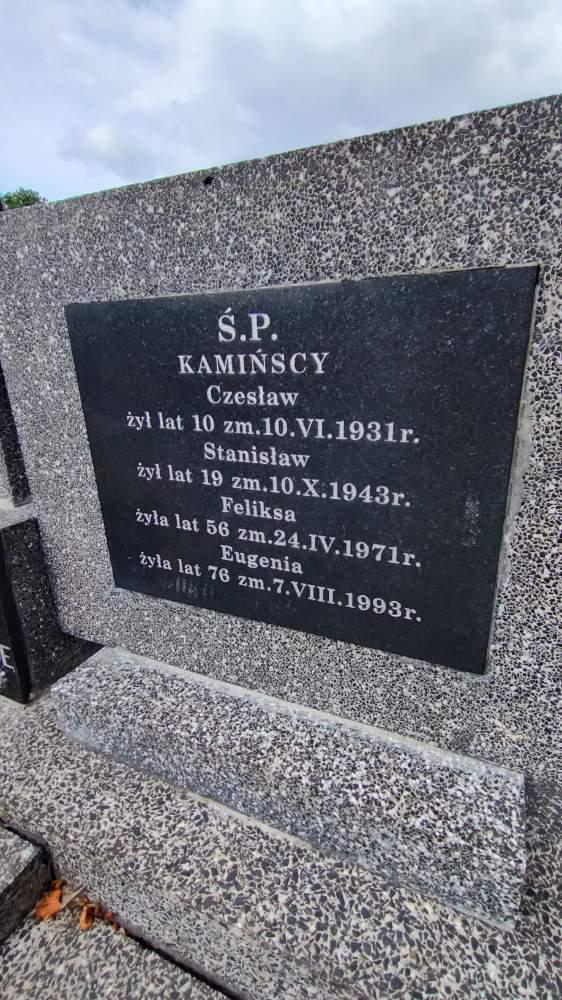 Ś.P.
KAMIŃSCY
Czesław
żył lat 10 zm.10.VI.1931r.
Stanisław
żył lat 19 zm.10.X.1943r.
Feliksa
żyła lat 56 zm.24.IV.1971r.
Eugenia
żyła lat 76 zm.7.VIII.1993r.